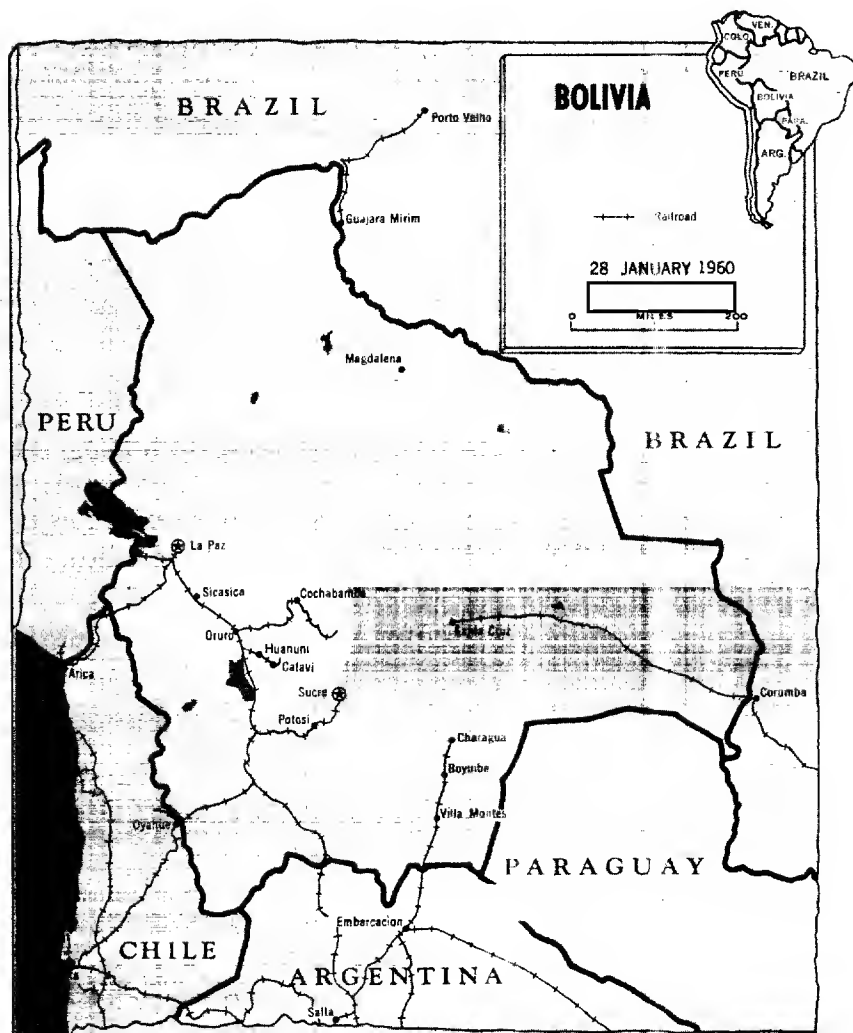 VEN.
COLO.
PERU
BRAZIL
BOLIVIA
PARA.
ARG.
BOLIVIA
Railroad
28 JANUARY 1960
0 MILES 200
BRAZIL
Porto Velho
Guajara Mirim
Magdalena
PERU
BRAZIL
La Paz
Sicasica
Cochabamba
Oruro
Santa Cruz
Huanuni
Catavi
Arica
Sucre
Corumba
Potosi
Charagua
Boyuibe
Villa Montes
Oyahue
PARAGUAY
Embarcacion
CHILE
ARGENTINA
Salta